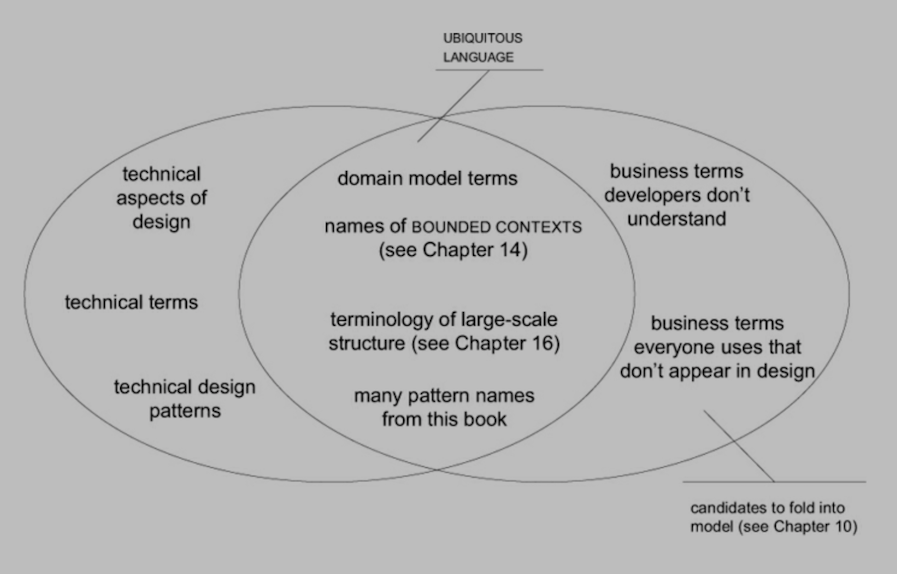 UBIQUITOUS
LANGUAGE
technical
aspects of
design
technical terms
technical design
patterns
domain model terms
names of BOUNDED CONTEXTS
(see Chapter 14)
terminology of large-scale
structure (see Chapter 16)
many pattern names
from this book
business terms
developers don't
understand
business terms
everyone uses that
don't appear in design
candidates to fold into
model (see Chapter 10)